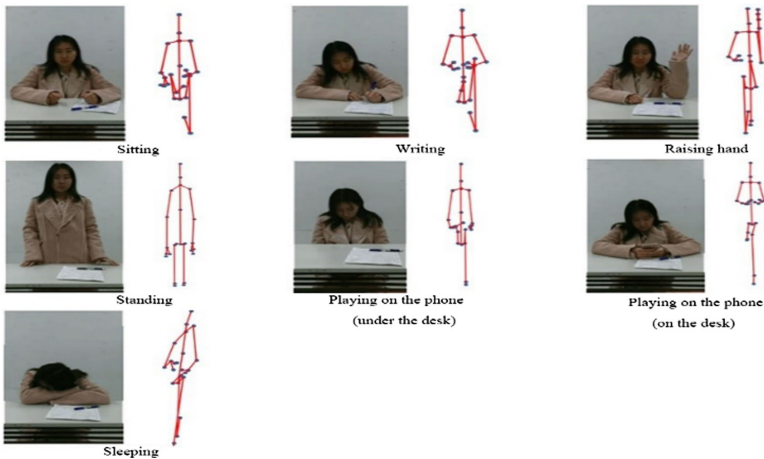 Sitting
Writing
Raising hand
Standing
Playing on the phone
(under the desk)
Playing on the phone
(on the desk)
Sleeping